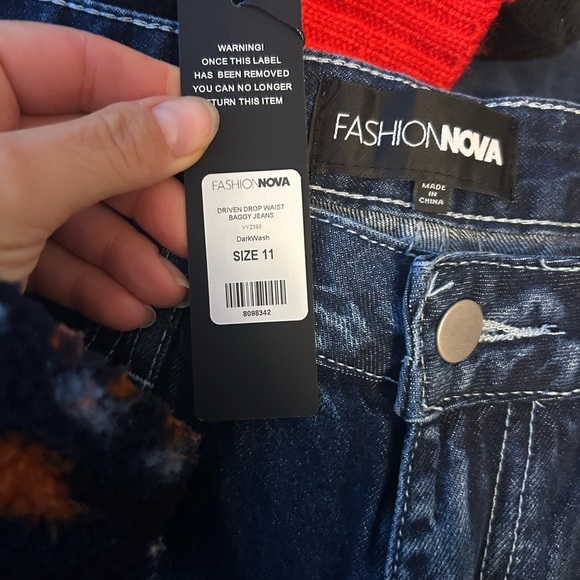 WARNING!
ONCE THIS LABEL
HAS BEEN REMOVED
YOU CAN NO LONGER
TURN THIS ITEM
FASHIONNOVA
DRIVEN DROP WAIST
BAGGY JEANS
VY2393
DarkWash
SIZE 11
8098342
FASHIONNOVA
MADE
IN
CHINA